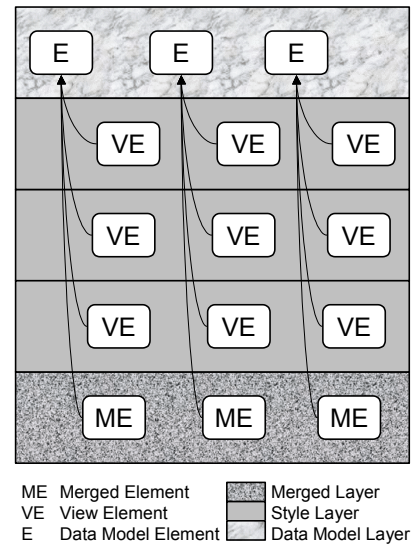 E E E
VE VE VE
VE VE VE
VE VE VE
ME ME ME
ME Merged Element Merged Layer
VE View Element Style Layer
E Data Model Element Data Model Layer